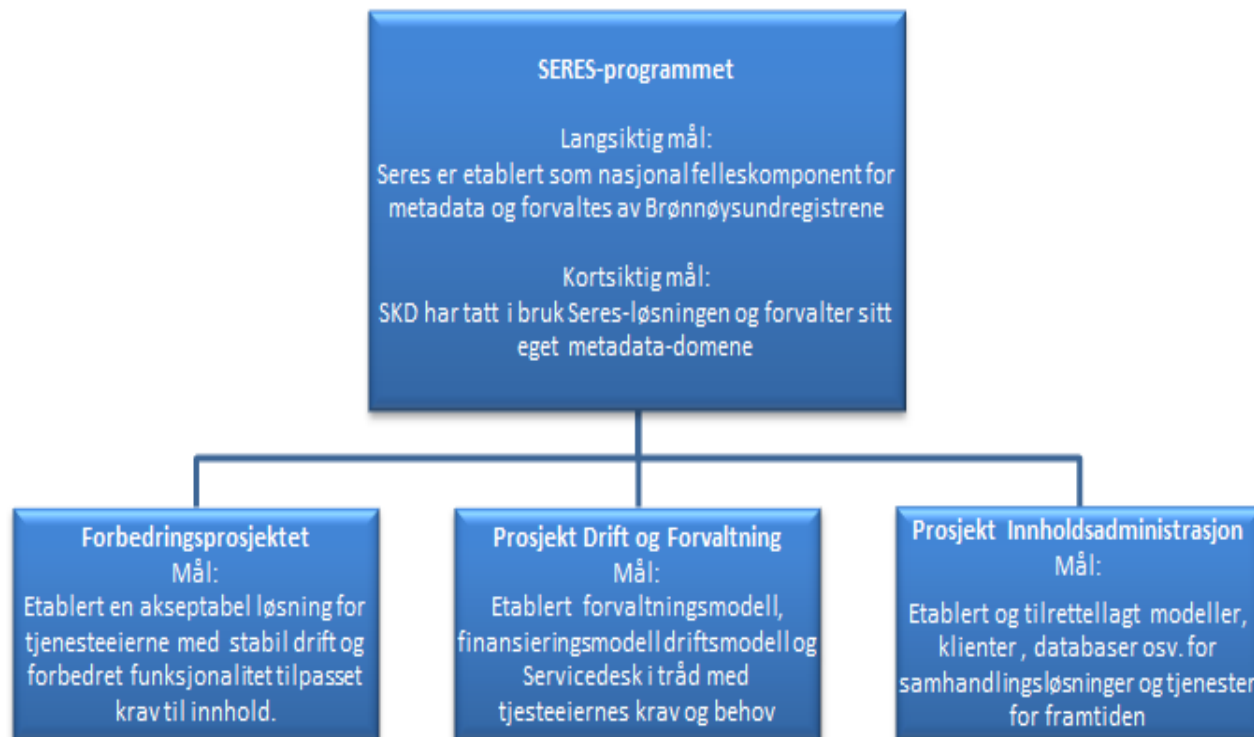 SERES-programmet
Langsiktig mål:
Seres er etablert som nasjonal felleskomponent for
metadata og forvaltes av Brønnøysundregistrene
Kortsiktig mål:
SKD har tatt i bruk Seres-løsningen og forvalter sitt
eget metadata-domene
Forbedringsprosjektet
Mål:
Etablert en akseptabel løsning for
tjenesteeierne med stabil drift og
forbedret funksjonalitet tilpasset
krav til innhold.
Prosjekt Drift og Forvaltning
Mål:
Etablert forvaltningsmodell,
finansieringsmodell driftsmodell og
Servicedesk i tråd med
tjesteeiernes krav og behov
Prosjekt Innholdsadministrasjon
Mål:
Etablert og tilrettellagt modeller,
klienter , databaser osv. for
samhandlingsløsninger og tjenester
for framtiden